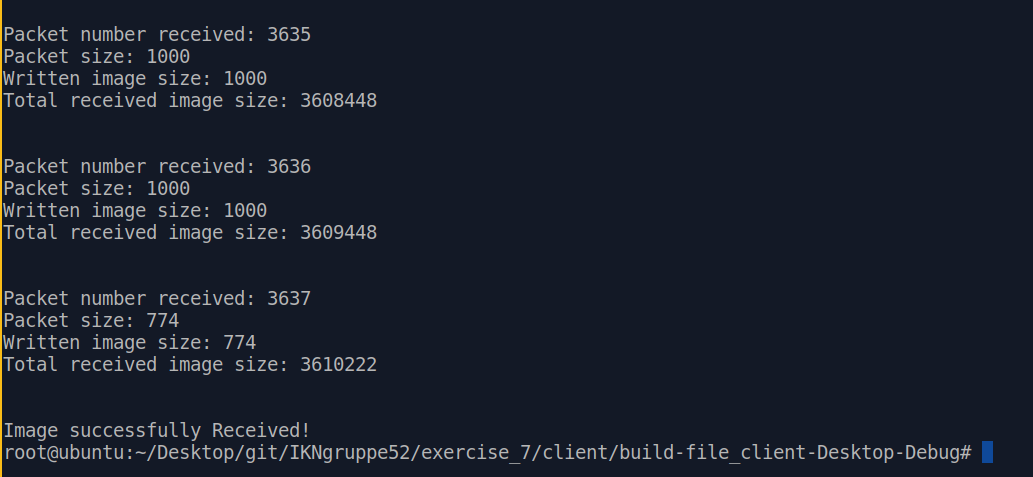 Packet number received: 3635
Packet size: 1000
Written image size: 1000
Total received image size: 3608448
Packet number received: 3636
Packet size: 1000
Written image size: 1000
Total received image size: 3609448
Packet number received: 3637
Packet size: 774
Written image size: 774
Total received image size: 3610222
Image successfully Received!
root@ubuntu:~/Desktop/git/IKNgruppe52/exercise_7/client/build-file_client-Desktop-Debug#